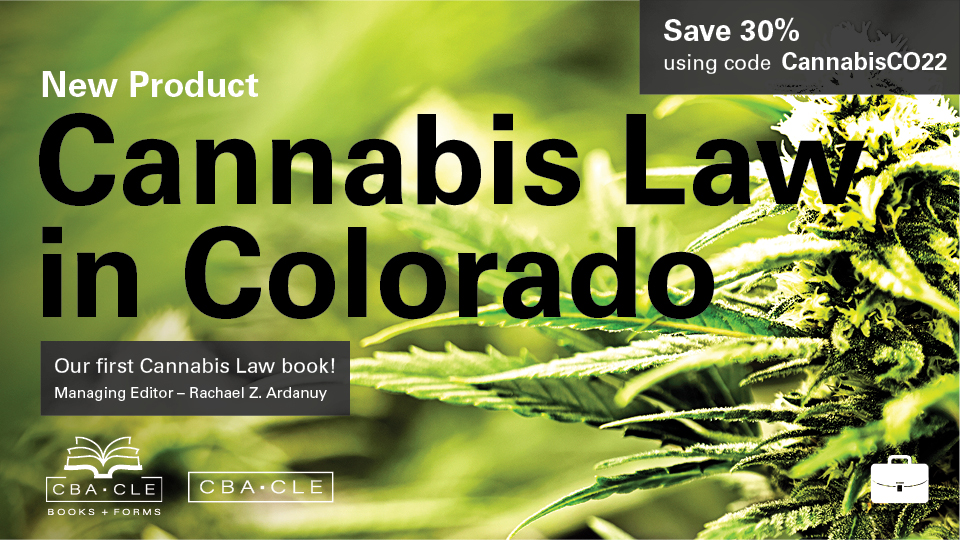 Save 30%
using code CannabisCO22
New Product
Cannabis Law
in Colorado
Our first Cannabis Law book!
Managing Editor – Rachael Z. Ardanuy
CBA·CLE
BOOKS + FORMS
CBA·CLE